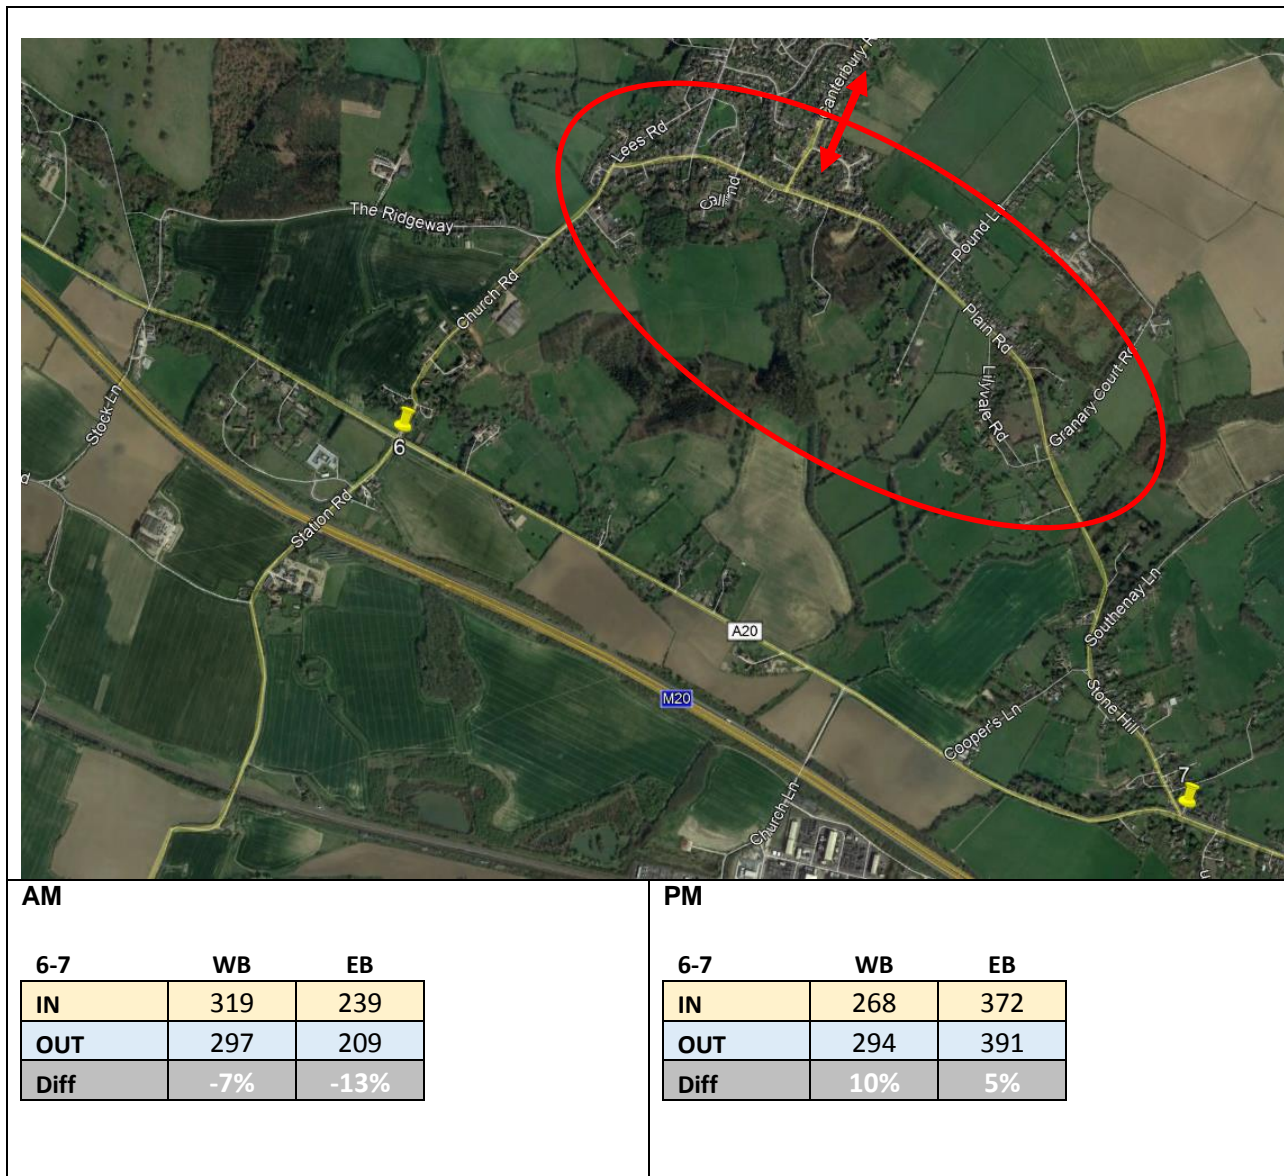 Canterbury R
Lees Rd
Call nd
The Ridgeway
Pound Ln
Church Rd
Plain Rd
Lilyvale Rd
Granary Court Rd
Stock Ln
6
d
Station Rd
Southenay Ln
A20
M20
Stone Hill
Cooper's Ln
7
Church Ln
AM
6-7 WB EB
IN 319 239
OUT 297 209
Diff -7% -13%
PM
6-7 WB EB
IN 268 372
OUT 294 391
Diff 10% 5%